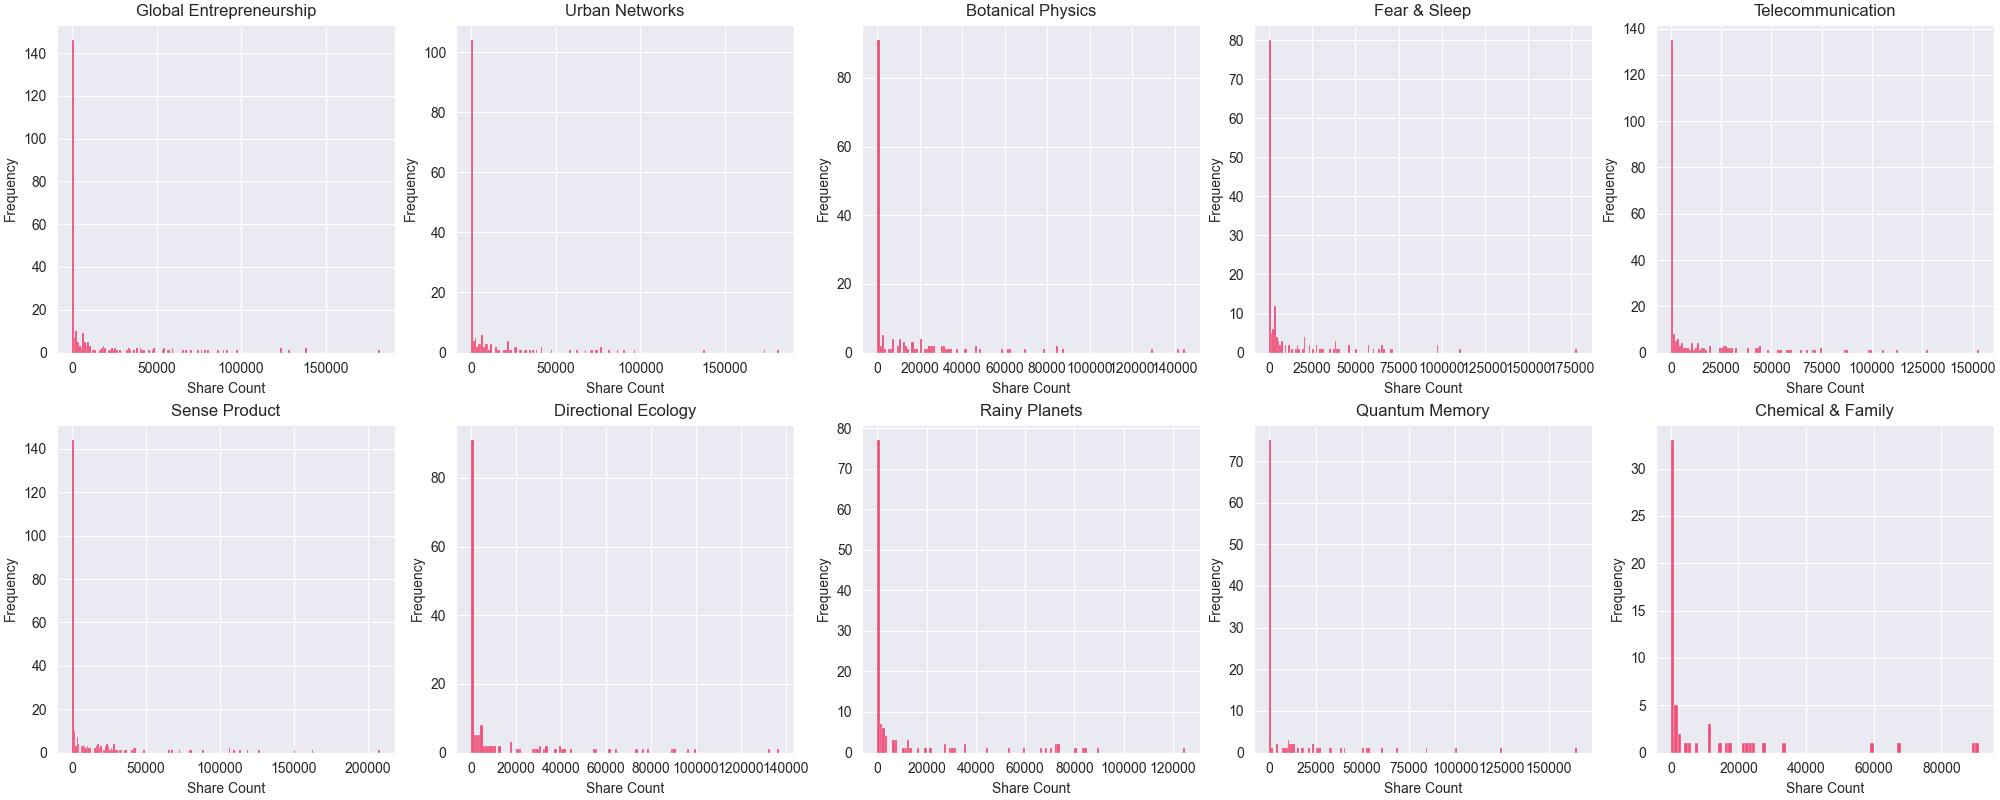 Global Entrepreneurship
Frequency
140
120
100
80
60
40
20
0
0 50000 100000 150000
Share Count
Urban Networks
Frequency
100
80
60
40
20
0
0 50000 100000 150000
Share Count
Botanical Physics
Frequency
80
60
40
20
0
0 20000 40000 60000 80000 100000 120000 140000
Share Count
Fear & Sleep
Frequency
80
70
60
50
40
30
20
10
0
0 25000 50000 75000 100000 125000 150000 175000
Share Count
Telecommunication
Frequency
140
120
100
80
60
40
20
0
0 25000 50000 75000 100000 125000 150000
Share Count
Sense Product
Frequency
140
120
100
80
60
40
20
0
0 50000 100000 150000 200000
Share Count
Directional Ecology
Frequency
80
60
40
20
0
0 20000 40000 60000 80000 100000 120000 140000
Share Count
Rainy Planets
Frequency
80
70
60
50
40
30
20
10
0
0 20000 40000 60000 80000 100000 120000
Share Count
Quantum Memory
Frequency
70
60
50
40
30
20
10
0
0 25000 50000 75000 100000 125000 150000
Share Count
Chemical & Family
Frequency
30
25
20
15
10
5
0
0 20000 40000 60000 80000
Share Count